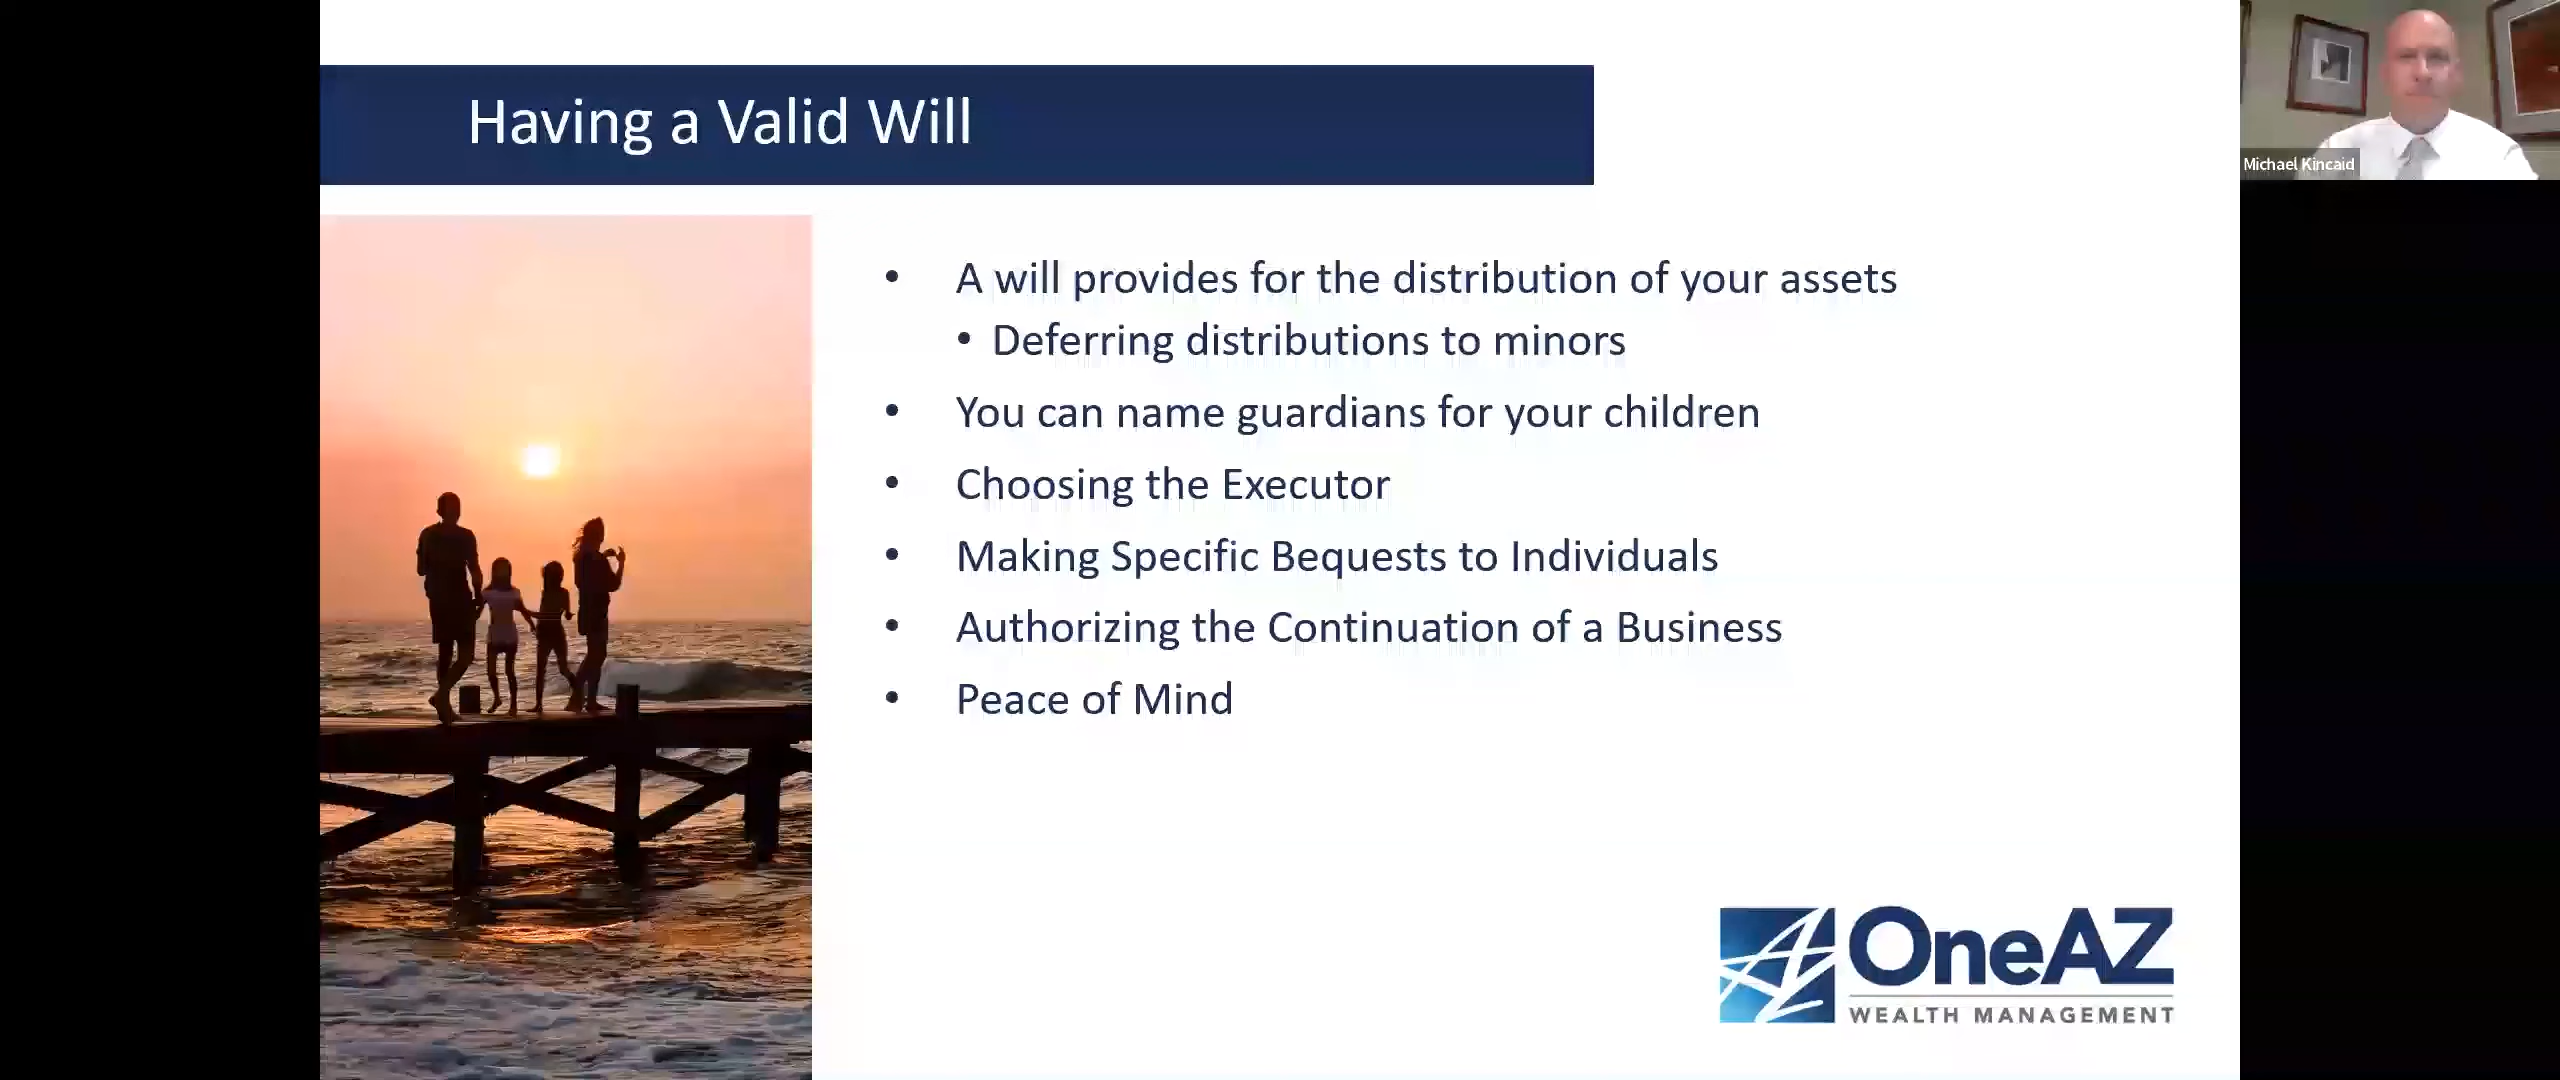 Having a Valid Will
Michael Kincaid
• A will provides for the distribution of your assets
• Deferring distributions to minors
• You can name guardians for your children
• Choosing the Executor
• Making Specific Bequests to Individuals
• Authorizing the Continuation of a Business
• Peace of Mind
AZ OneAZ
WEALTH MANAGEMENT